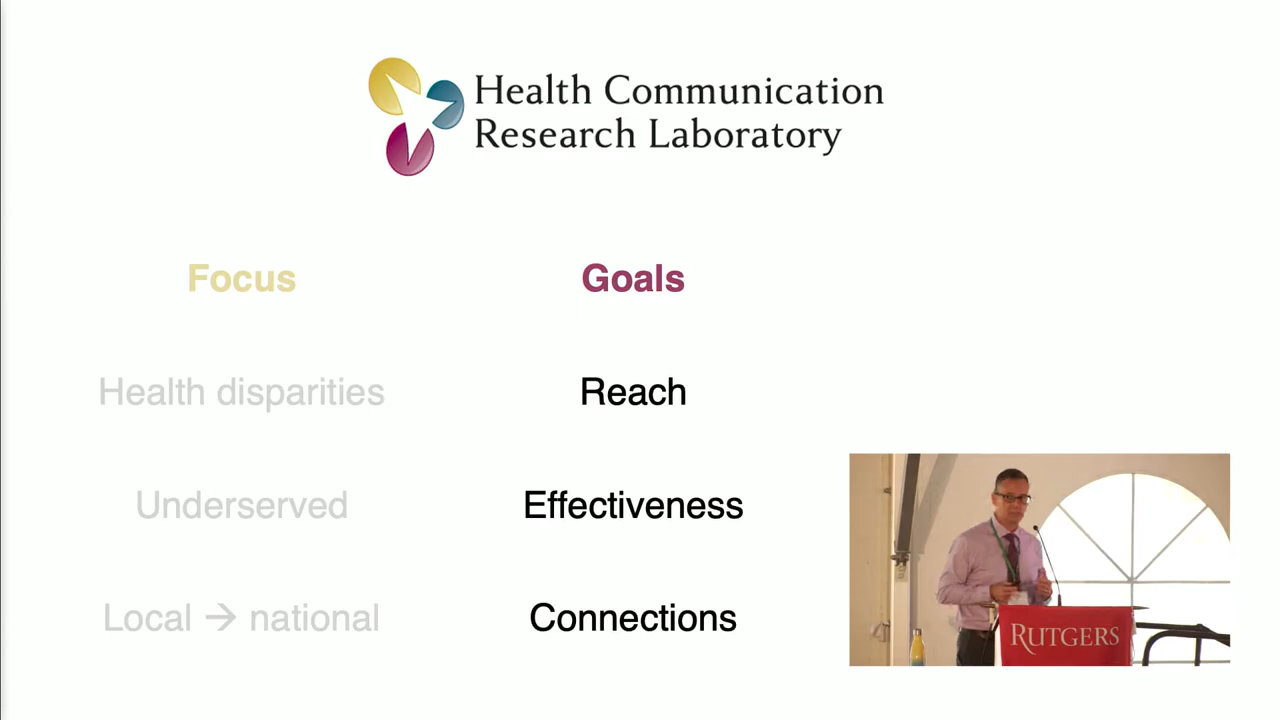 Health Communication
Research Laboratory
Focus
Goals
Health disparities
Reach
Underserved
Effectiveness
Local → national
Connections
RUTGERS